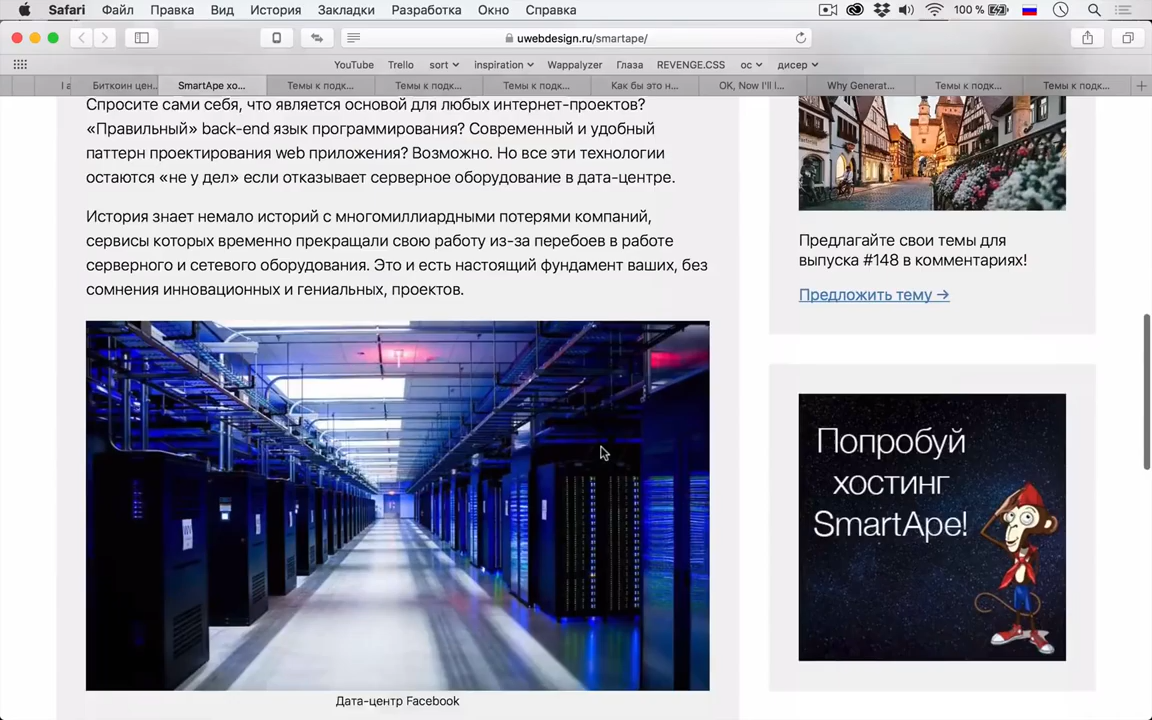 Safari Файл Правка Вид История Закладки Разработка Окно Справка 100 %
uwebdesign.ru/smartape/
YouTube Trello sort inspiration Wappalyzer Глаза REVENGE.CSS ос дисер
I a Биткоин цен... SmartApe хо... Темы к подк... Темы к подк... Темы к подк... Как бы это н... OK, Now I'll I... Why Generat... Темы к подк... Темы к подк...
Спросите сами себя, что является основой для любых интернет-проектов?
«Правильный» back-end язык программирования? Современный и удобный
паттерн проектирования web приложения? Возможно. Но все эти технологии
остаются «не у дел» если отказывает серверное оборудование в дата-центре.
История знает немало историй с многомиллиардными потерями компаний,
сервисы которых временно прекращали свою работу из-за перебоев в работе
серверного и сетевого оборудования. Это и есть настоящий фундамент ваших, без
сомнения инновационных и гениальных, проектов.
Дата-центр Facebook
Предлагайте свои темы для
выпуска #148 в комментариях!
Предложить тему →
Попробуй
хостинг
SmartApe!